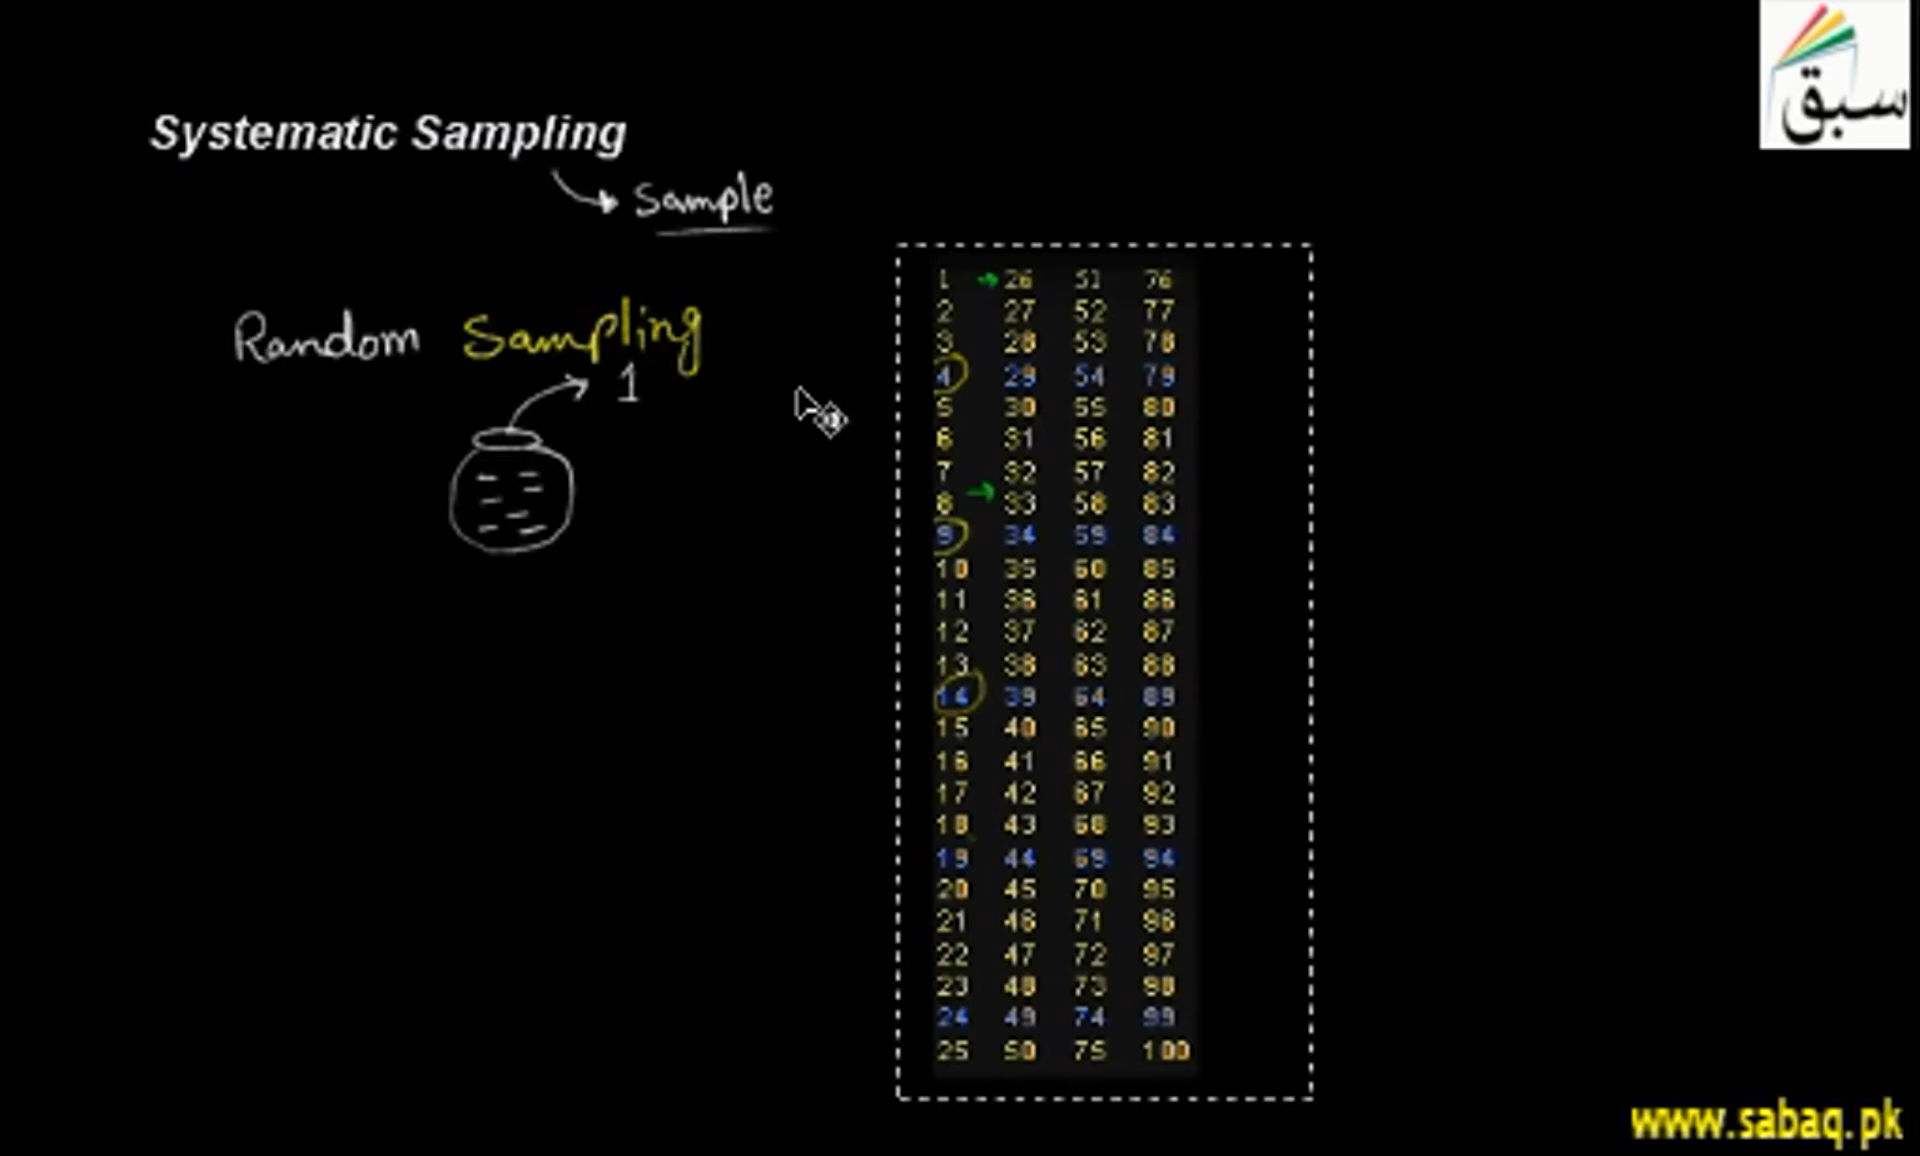 سبق
Systematic Sampling
Sample
Random Sampling
1
1 26 51 76
2 27 52 77
3 28 53 78
4 29 54 79
5 30 55 80
6 31 56 81
7 32 57 82
8 33 58 83
9 34 59 84
10 35 60 85
11 36 61 86
12 37 62 87
13 38 63 88
14 39 64 89
15 40 65 90
16 41 66 91
17 42 67 92
18 43 68 93
19 44 69 94
20 45 70 95
21 46 71 96
22 47 72 97
23 48 73 98
24 49 74 99
25 50 75 100
www.sabaq.pk